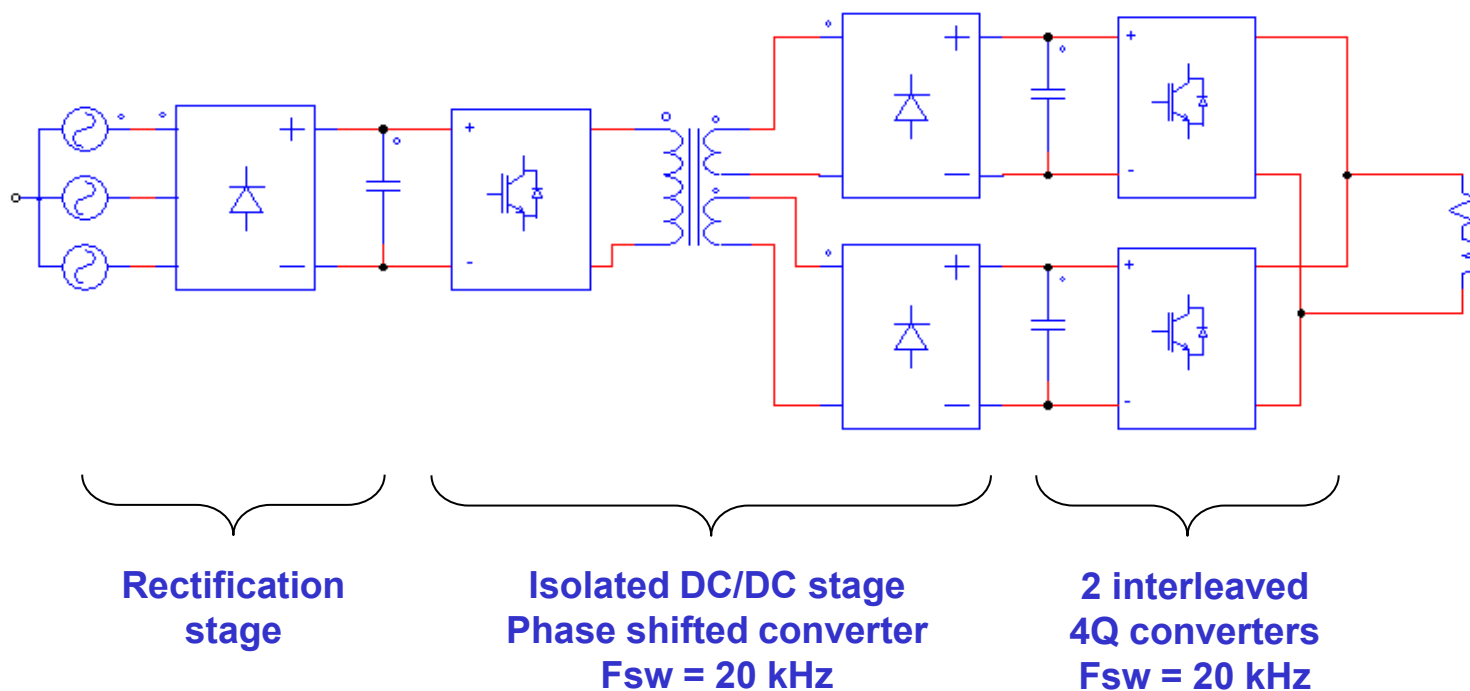 Rectification
stage
Isolated DC/DC stage
Phase shifted converter
Fsw = 20 kHz
2 interleaved
4Q converters
Fsw = 20 kHz